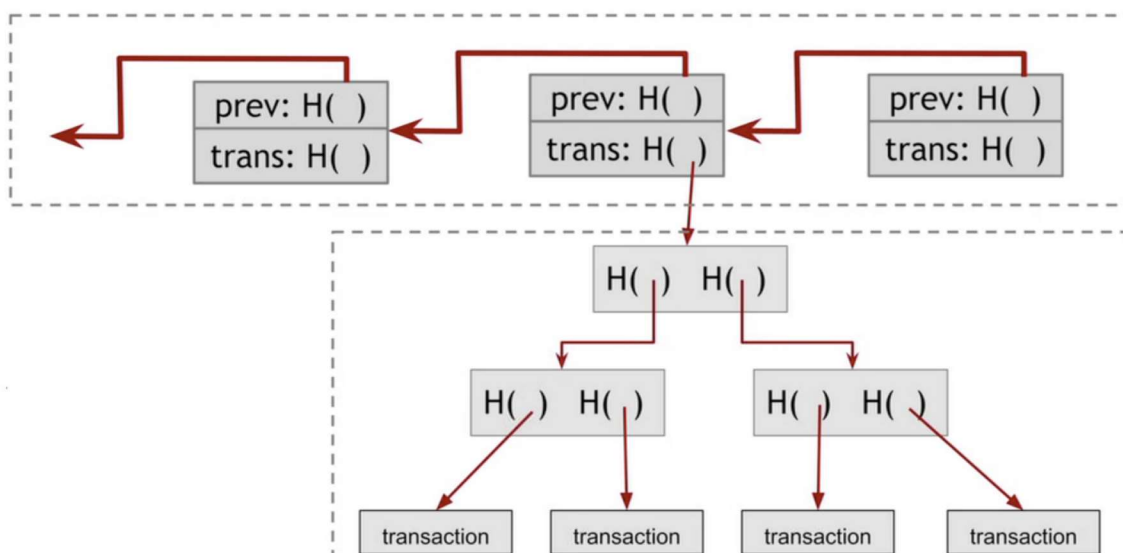 prev: H( )
trans: H( )
prev: H( )
trans: H( )
prev: H( )
trans: H( )
H( ) H( )
H( ) H( )
H( ) H( )
transaction
transaction
transaction
transaction